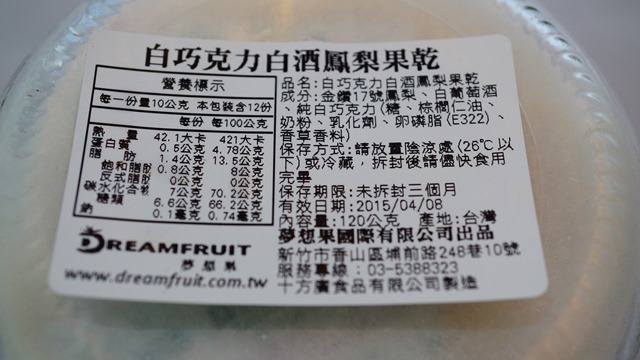 白巧克力白酒鳳梨果乾
營養標示
每一份量10公克 本包裝含12份
每份 每100公克
熱量 42.1大卡 421大卡
蛋白質 0.5公克 4.78公克
脂肪 1.4公克 13.5公克
飽和脂肪 0.8公克 8公克
反式脂肪 0公克 0公克
碳水化合物 7公克 70.2公克
糖類 6.6公克 66.2公克
鈉 0.1毫克 0.74毫克
DREAMFRUIT
夢想果
www.dreamfruit.com.tw
品名:白巧克力白酒鳳梨果乾
成分:金鑽17號鳳梨、白葡萄酒
、純白巧克力(糖、棕櫚仁油、
奶粉、乳化劑、卵磷脂(E322)、
香草香料)
保存方式:請放置陰涼處(26℃以
下)或冷藏,拆封後請儘快食用
完畢
保存期限:未拆封三個月
有效日期:2015/04/08
內容量:120公克 產地:台灣
夢想果國際有限公司出品
新竹市香山區埔前路248巷10號
服務專線:03-5388323
十方廣食品有限公司製造